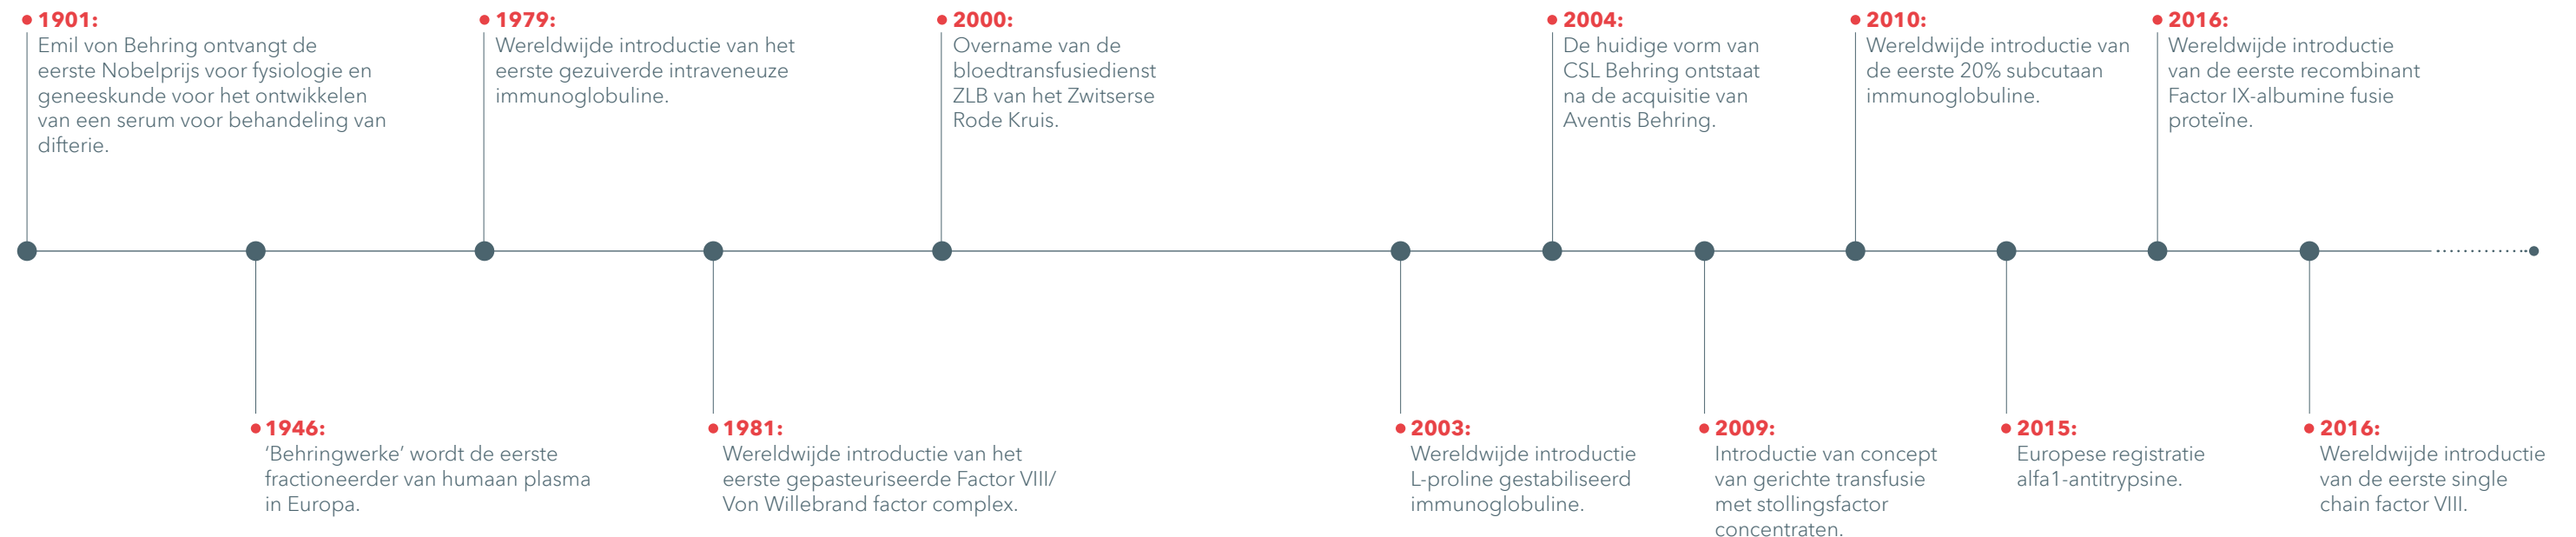 1901:
Emil von Behring ontvangt de
eerste Nobelprijs voor fysiologie en
geneeskunde voor het ontwikkelen
van een serum voor behandeling van
difterie.
1979:
Wereldwijde introductie van het
eerste gezuiverde intraveneuze
immunoglobuline.
2000:
Overname van de
bloedtransfusiedienst
ZLB van het Zwitserse
Rode Kruis.
2004:
De huidige vorm van
CSL Behring ontstaat
na de acquisitie van
Aventis Behring.
2010:
Wereldwijde introductie van
de eerste 20% subcutaan
immunoglobuline.
2016:
Wereldwijde introductie
van de eerste recombinant
Factor IX-albumine fusie
proteïne.
1946:
‘Behringwerke’ wordt de eerste
fractioneerder van humaan plasma
in Europa.
1981:
Wereldwijde introductie van het
eerste gepasteuriseerde Factor VIII/
Von Willebrand factor complex.
2003:
Wereldwijde introductie
L-proline gestabiliseerd
immunoglobuline.
2009:
Introductie van concept
van gerichte transfusie
met stollingsfactor
concentraten.
2015:
Europese registratie
alfa1-antitrypsine.
2016:
Wereldwijde introductie
van de eerste single
chain factor VIII.